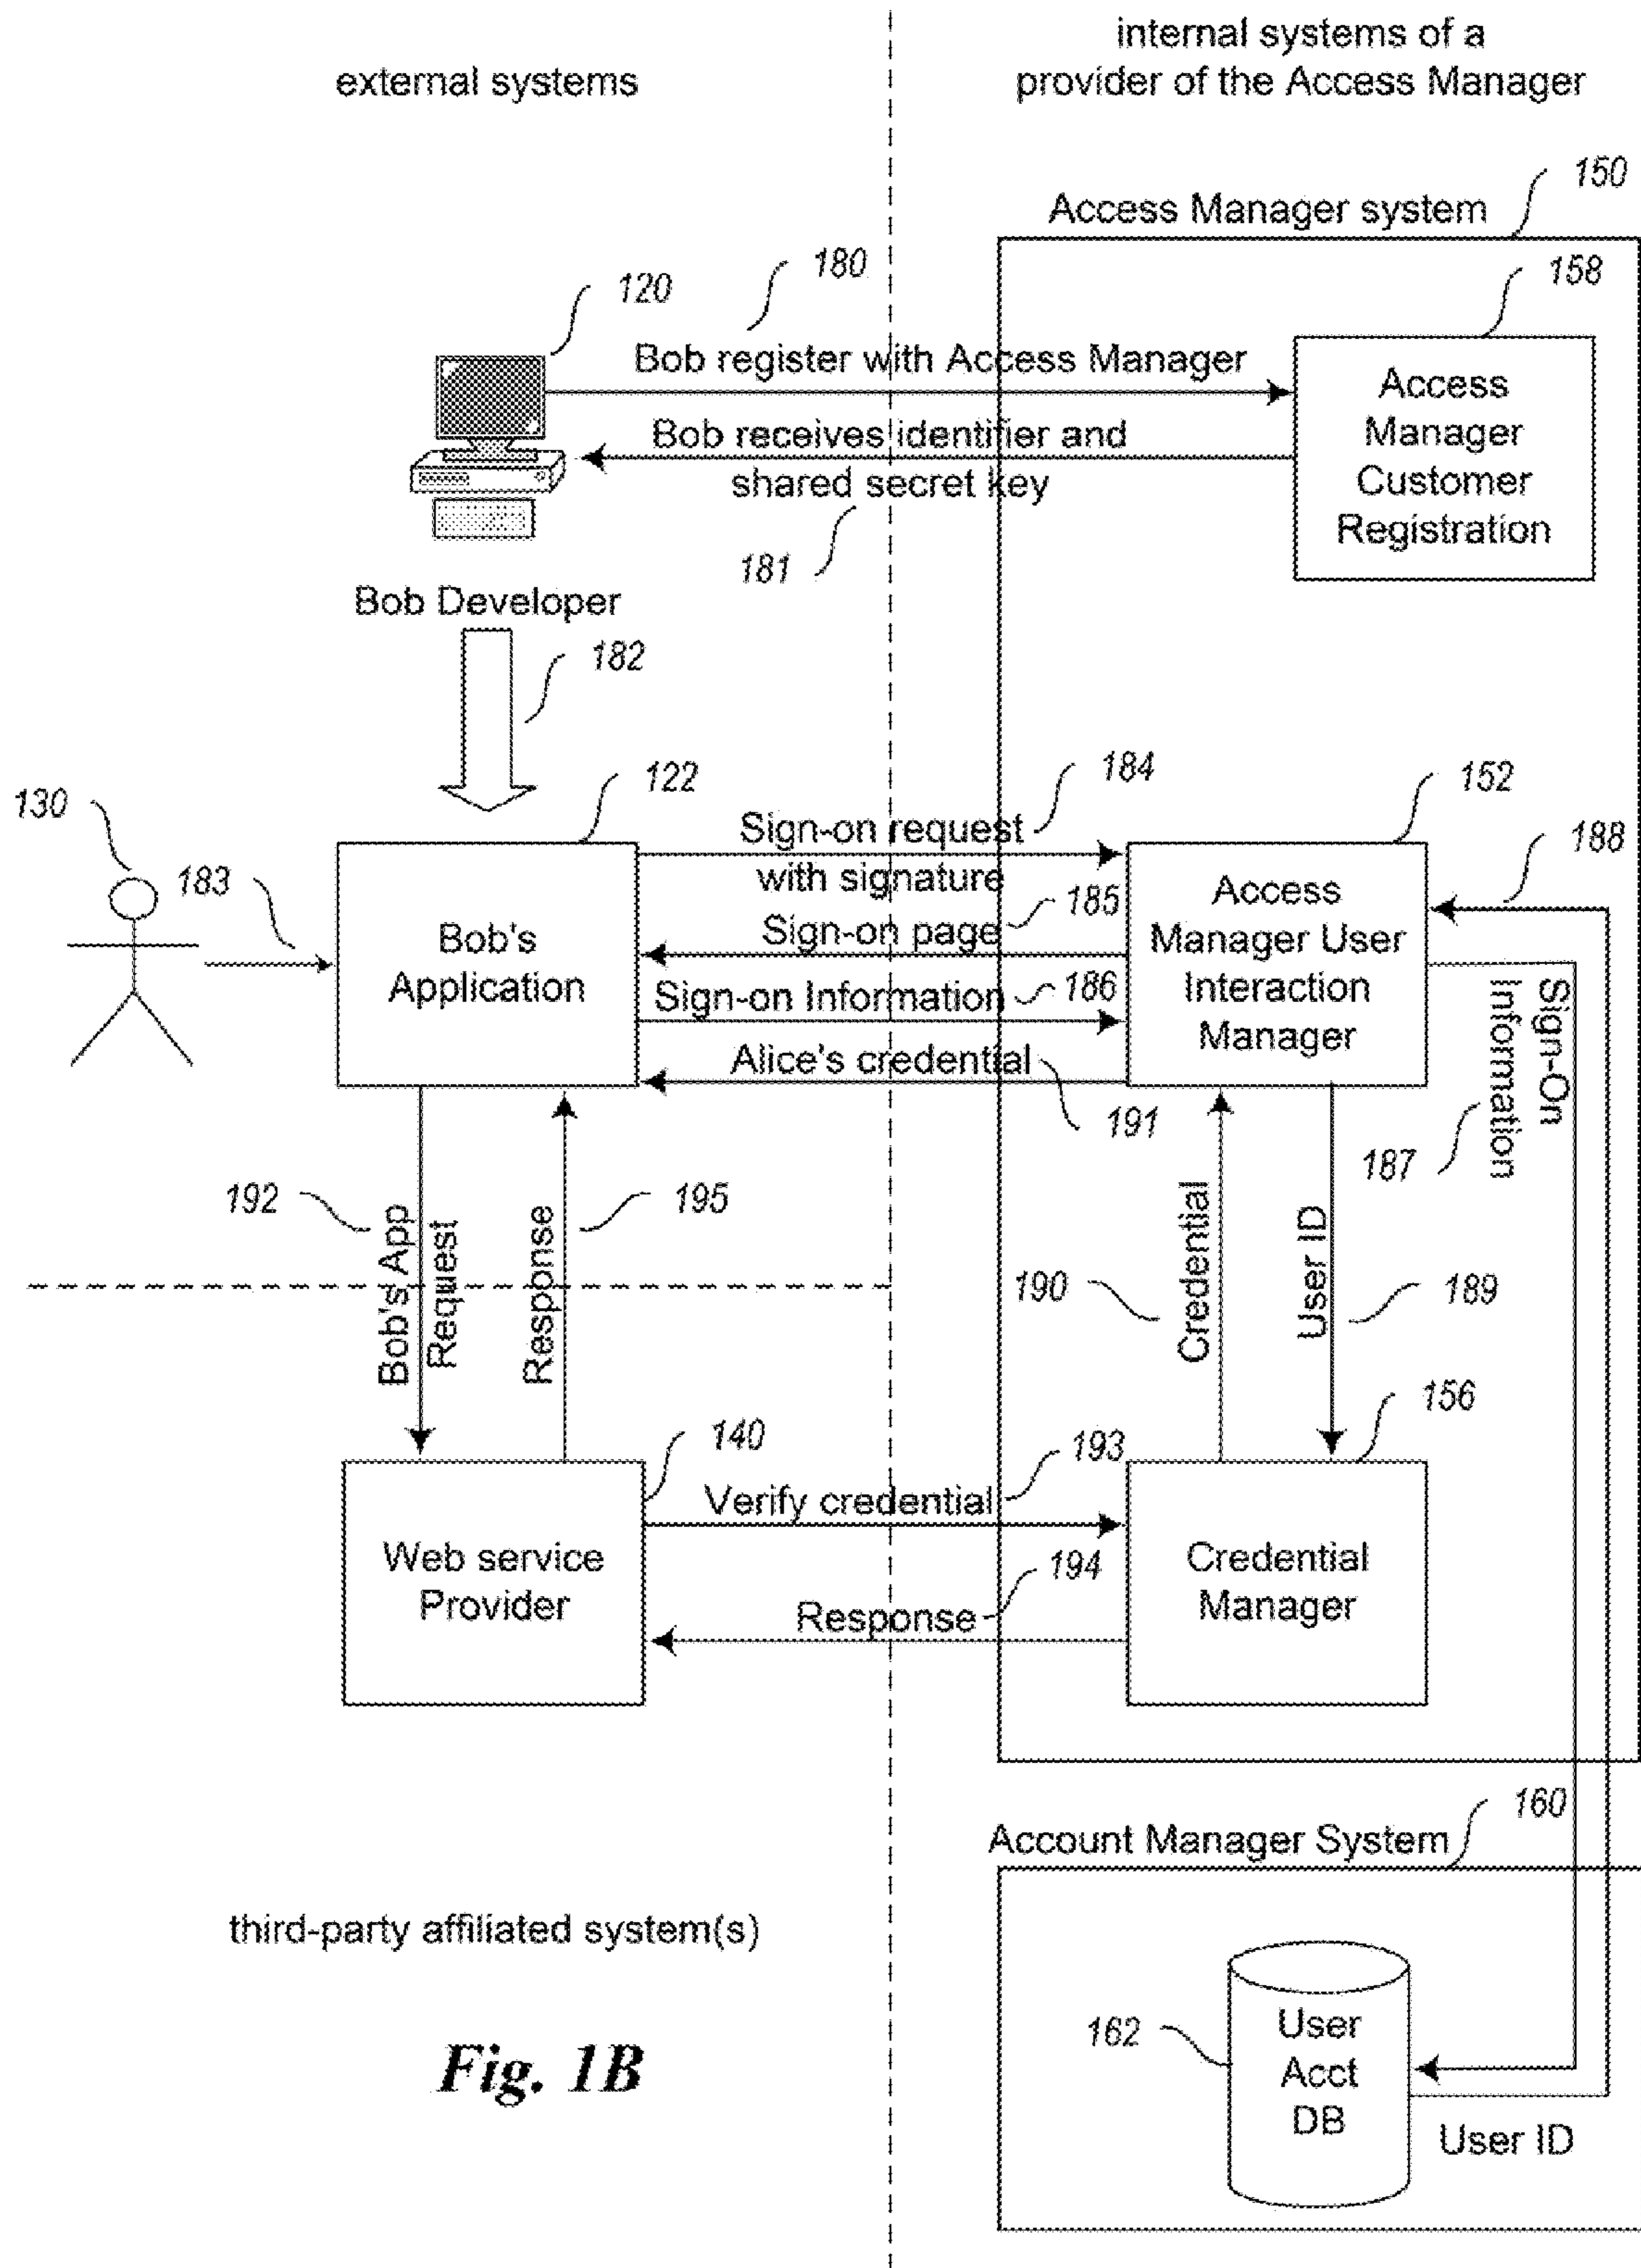 external systems
internal systems of a
provider of the Access Manager
150
Access Manager system
158
180
120
Bob register with Access Manager
Access
Manager
Customer
Registration
Bob receives identifier and
shared secret key
181
Bob Developer
182
122
184
152
130
188
183
Sign-on request
with signature
185
Sign-on page
Sign-on Information
186
Alice's credential
191
Bob's
Application
Access
Manager User
Interaction
Manager
Sign-On
Information
187
192
195
Bob's App
Request
Response
190
Credential
User ID
189
156
140
193
Verify credential
Web service
Provider
Credential
Manager
194
Response
160
Account Manager System
third-party affiliated system(s)
162
User
Acct
DB
User ID
Fig. 1B